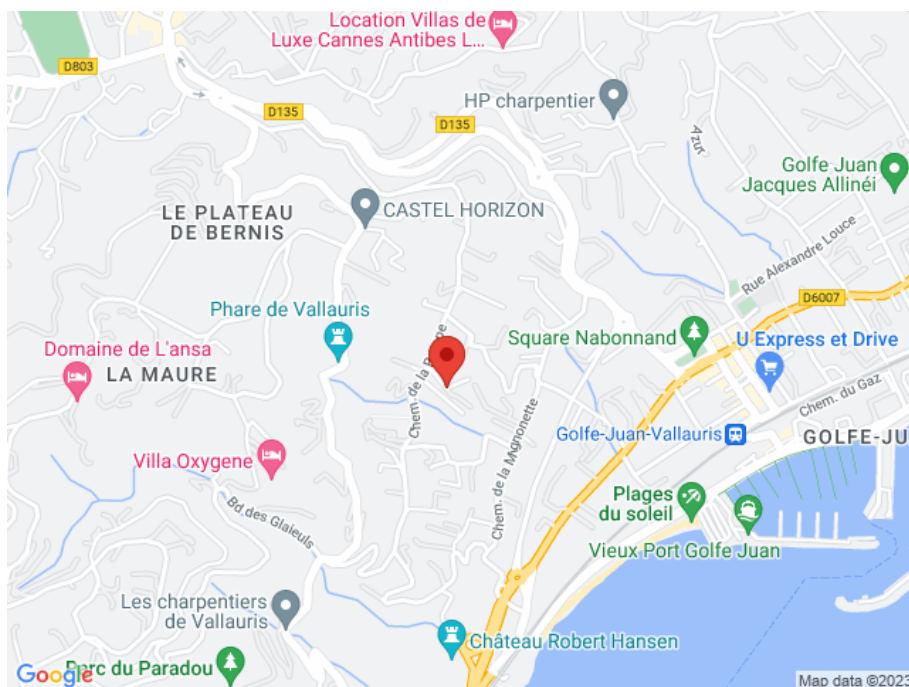 Location Villas de
Luxe Cannes Antibes L...
D803
HP charpentier
D135
D135
Azur
Golfe Juan
Jacques Allinéi
LE PLATEAU
DE BERNIS
CASTEL HORIZON
Rue Alexandre Louce
D6007
Phare de Vallauris
Square Nabonnand
U Express et Drive
Domaine de L'ansa
LA MAURE
Chem. de la
Chem. du Gaz
Chem. de la Mignonette
Golfe-Juan-Vallauris
GOLFE-JU
Villa Oxygene
Plages
du soleil
Bd des Glaïeuls
Vieux Port Golfe Juan
Les charpentiers
de Vallauris
Château Robert Hansen
Parc du Paradou
Google
Map data ©2023